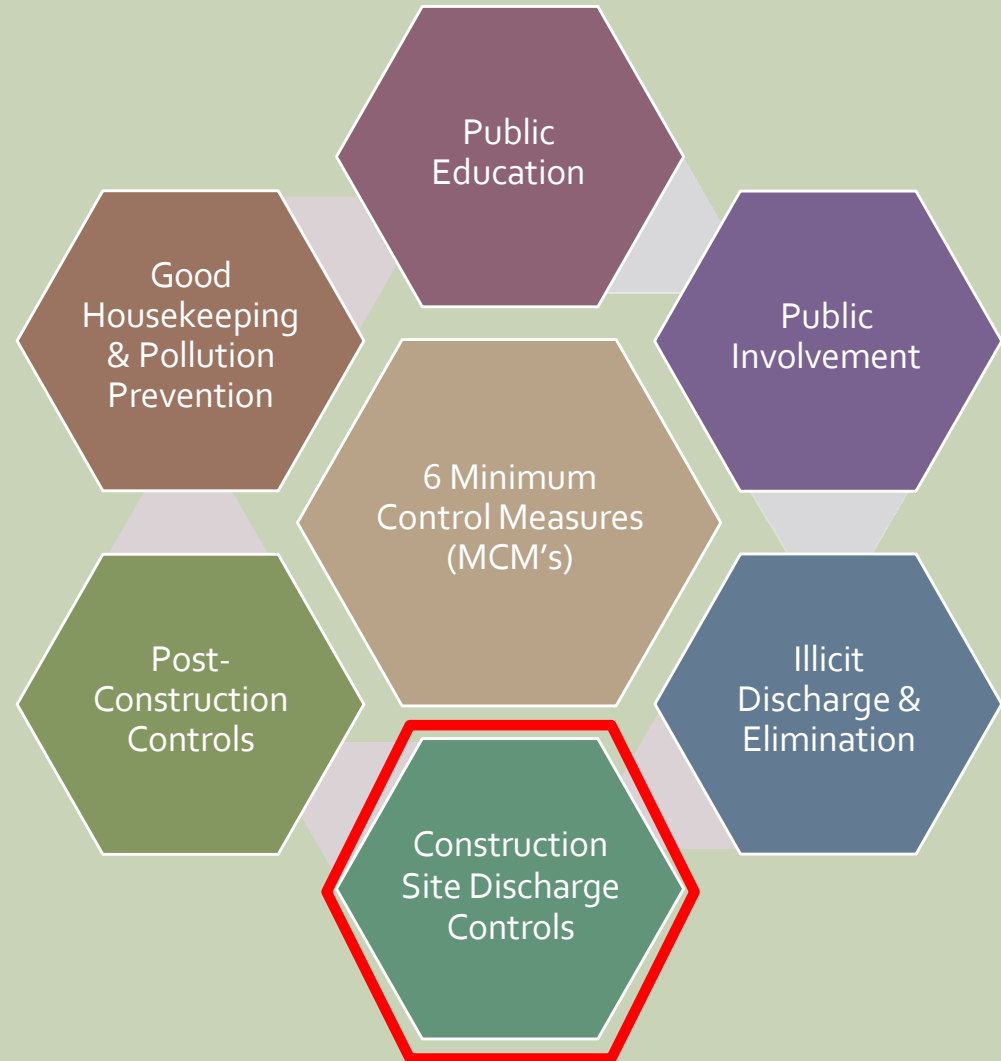 Public
Education
Good
Housekeeping
& Pollution
Prevention
Public
Involvement
6 Minimum
Control Measures
(MCM's)
Post-
Construction
Controls
Illicit
Discharge &
Elimination
Construction
Site Discharge
Controls